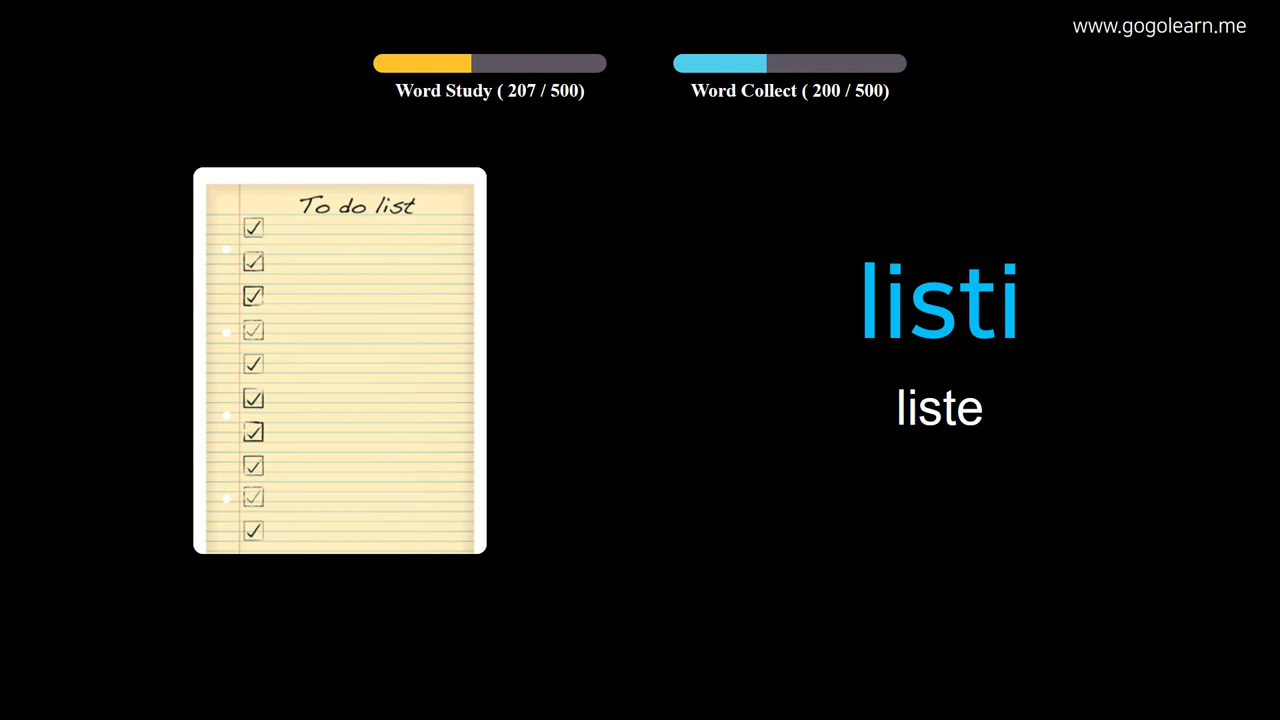 www.gogolearn.me
Word Study ( 207 / 500)
Word Collect ( 200 / 500)
To do list
listi
liste